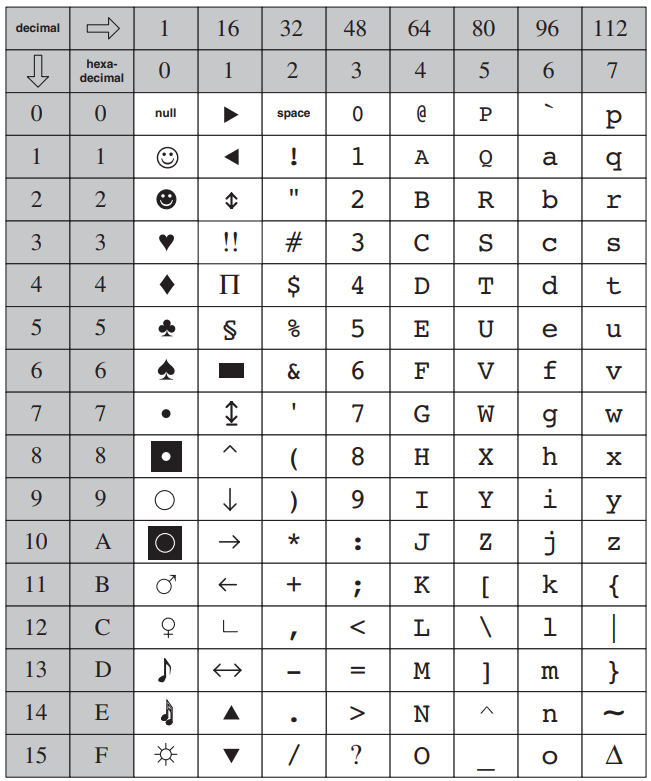 decimal ⇨ 1 16 32 48 64 80 96 112
⇩ hexa-decimal 0 1 2 3 4 5 6 7
0 0 null ► space 0 @ P ` p
1 1 ☺ ◄ ! 1 A Q a q
2 2 ☻ ↕ " 2 B R b r
3 3 ♥ !! # 3 C S c s
4 4 ♦ Π $ 4 D T d t
5 5 ♣ § % 5 E U e u
6 6 ♠ ▬ & 6 F V f v
7 7 • ↨ ' 7 G W g w
8 8 ◘ ^ ( 8 H X h x
9 9 ○ ↓ ) 9 I Y i y
10 A ◙ → * : J Z j z
11 B ♂ ← + ; K [ k {
12 C ♀ ∟ , < L \ l |
13 D ♪ ↔ – = M ] m }
14 E ♬ ▲ . > N ^ n ~
15 F ☼ ▼ / ? O _ o Δ